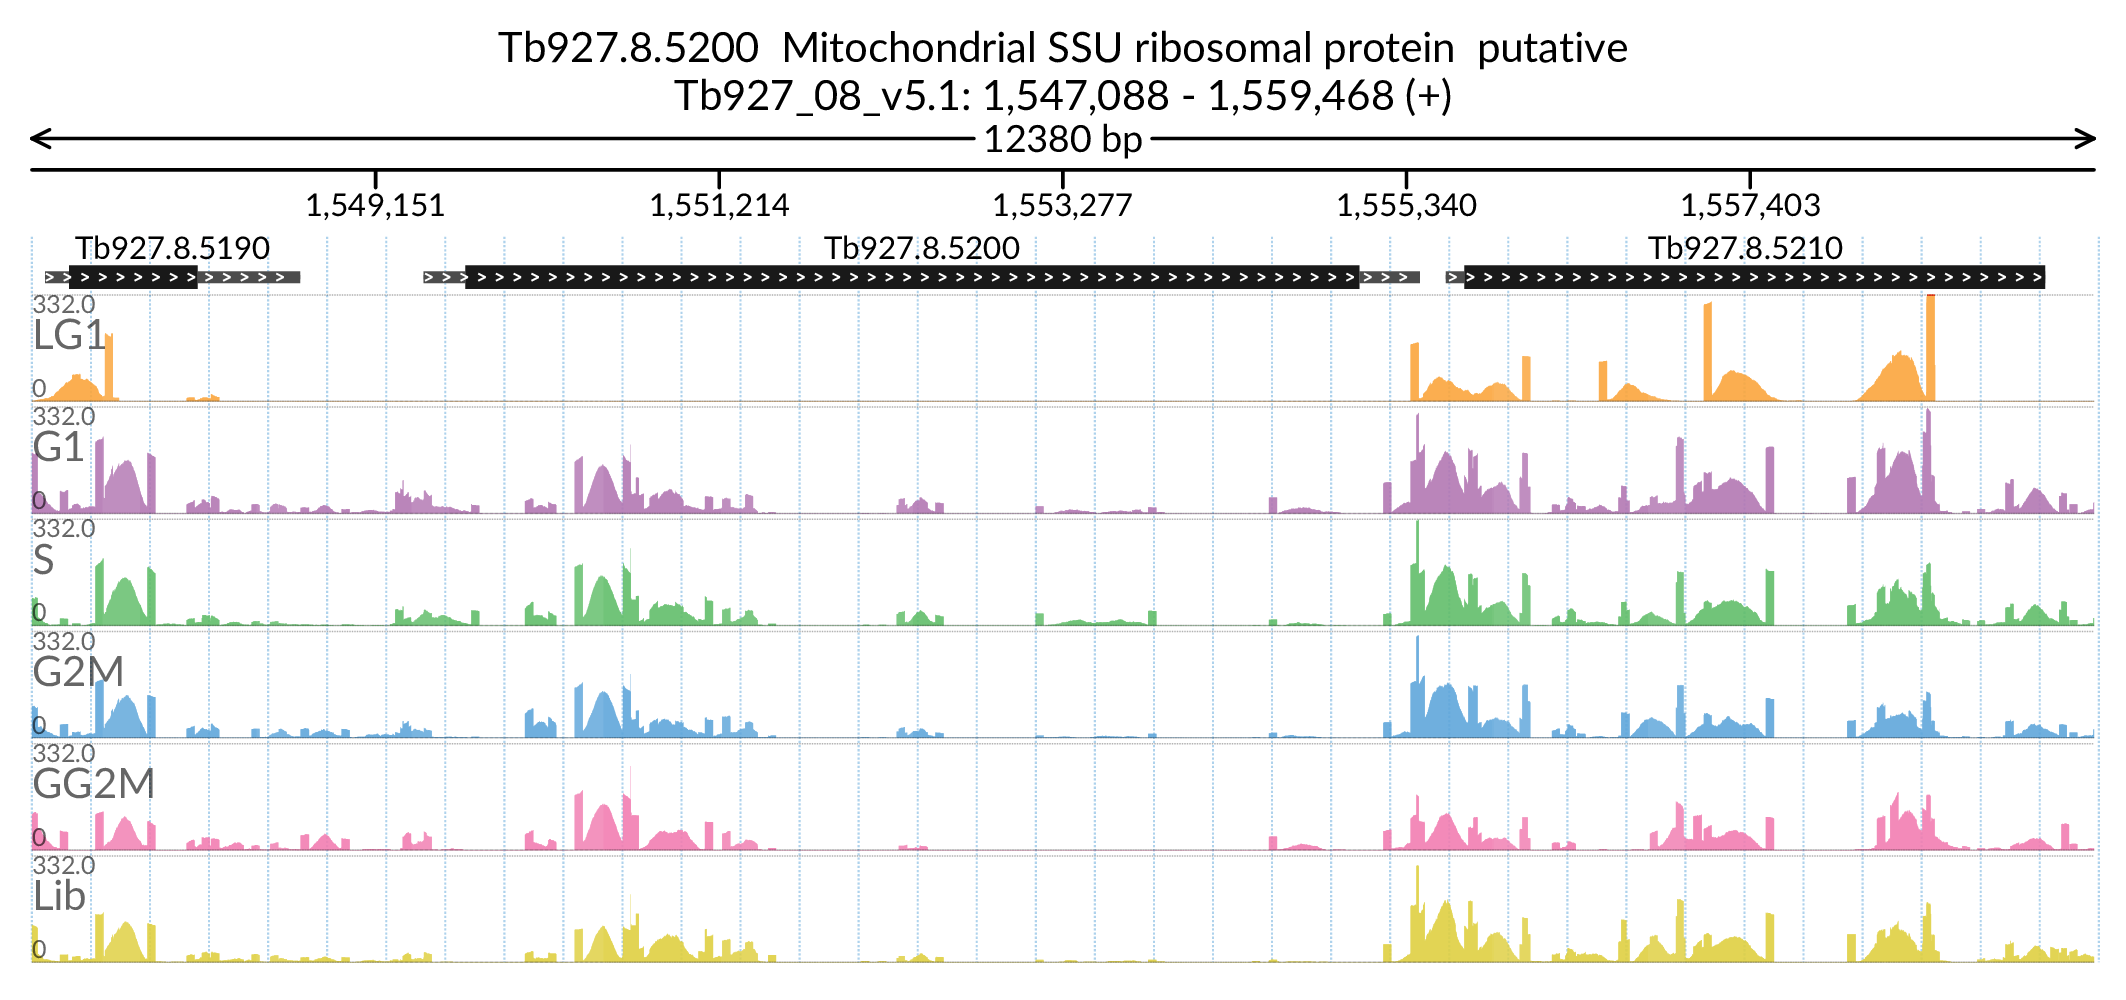 Tb927.8.5200  Mitochondrial SSU ribosomal protein  putative
Tb927_08_v5.1: 1,547,088 - 1,559,468 (+)
12380 bp
1,549,151 1,551,214 1,553,277 1,555,340 1,557,403
Tb927.8.5190 Tb927.8.5200 Tb927.8.5210
332.0
LG1
0
332.0
G1
0
332.0
S
0
332.0
G2M
0
332.0
GG2M
0
332.0
Lib
0